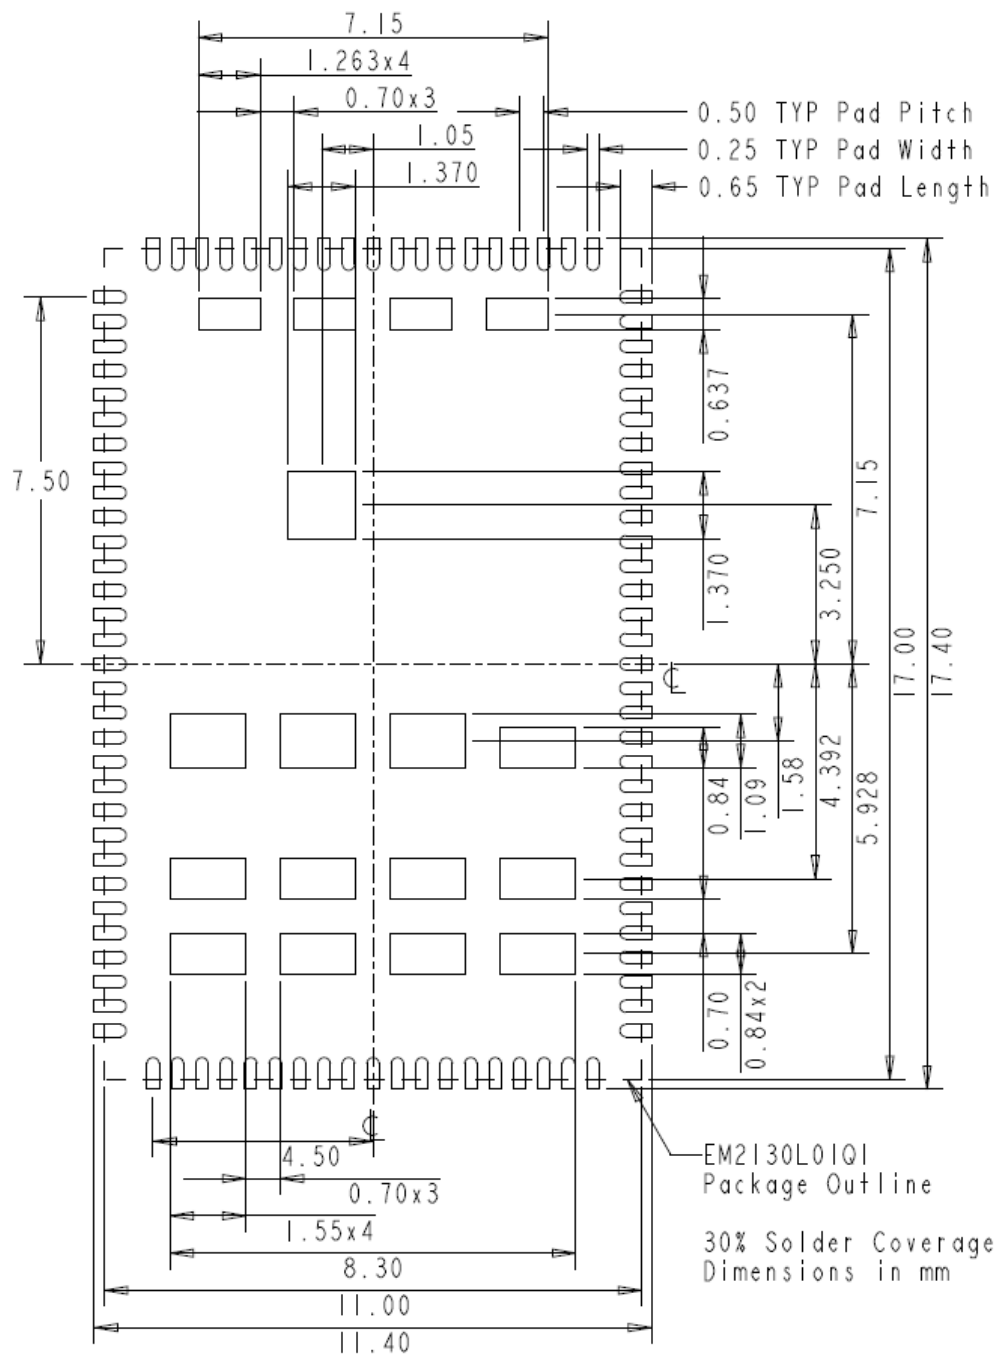 7.15
1.263x4
0.70x3
0.50 TYP Pad Pitch
1.05
0.25 TYP Pad Width
1.370
0.65 TYP Pad Length
0.637
7.50
7.15
1.370
3.250
17.00
17.40
℄
0.84
1.09
1.58
4.392
5.928
0.70
0.84x2
℄
4.50
EM2130L01QI
Package Outline
0.70x3
1.55x4
30% Solder Coverage
Dimensions in mm
8.30
11.00
11.40